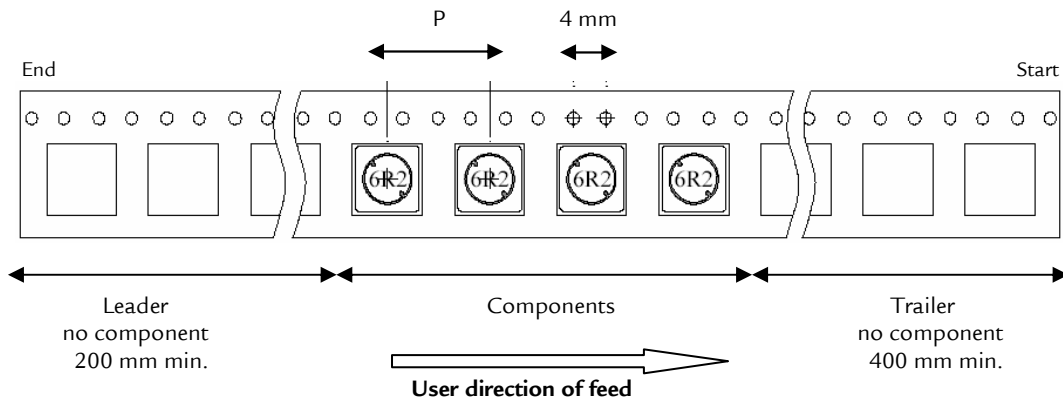 P
4 mm
End
Start
6R2
6R2
6R2
6R2
Leader
no component
200 mm min.
Components
Trailer
no component
400 mm min.
User direction of feed